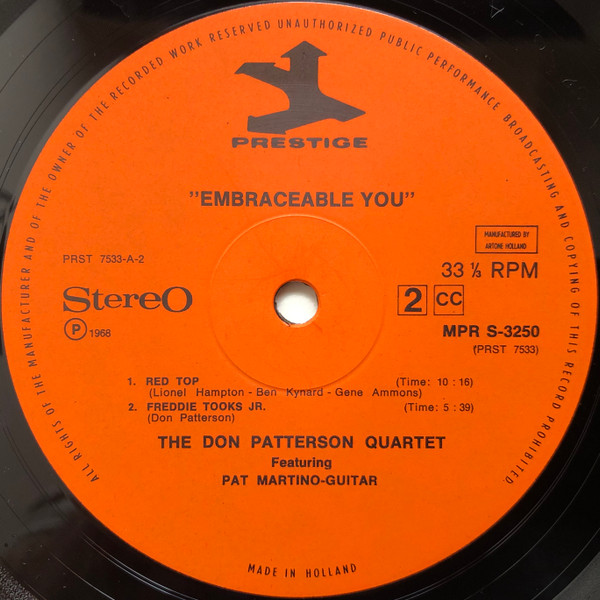 ALL RIGHTS OF THE MANUFACTURER AND OF THE OWNER OF THE RECORDED WORK RESERVED UNAUTHORIZED PUBLIC PERFORMANCE BROADCASTING AND COPYING OF THIS RECORD PROHIBITED.
PRESTIGE
"EMBRACEABLE YOU"
MANUFACTURED BY
ARTONE HOLLAND
PRST 7533-A-2
33 ⅓ RPM
StereO
2 CC
Ⓟ 1968
MPR S-3250
(PRST 7533)
1. RED TOP (Time: 10 : 16)
(Lionel Hampton - Ben Kynard - Gene Ammons)
2. FREDDIE TOOKS JR. (Time: 5 : 39)
(Don Patterson)
THE DON PATTERSON QUARTET
Featuring
PAT MARTINO-GUITAR
MADE IN HOLLAND